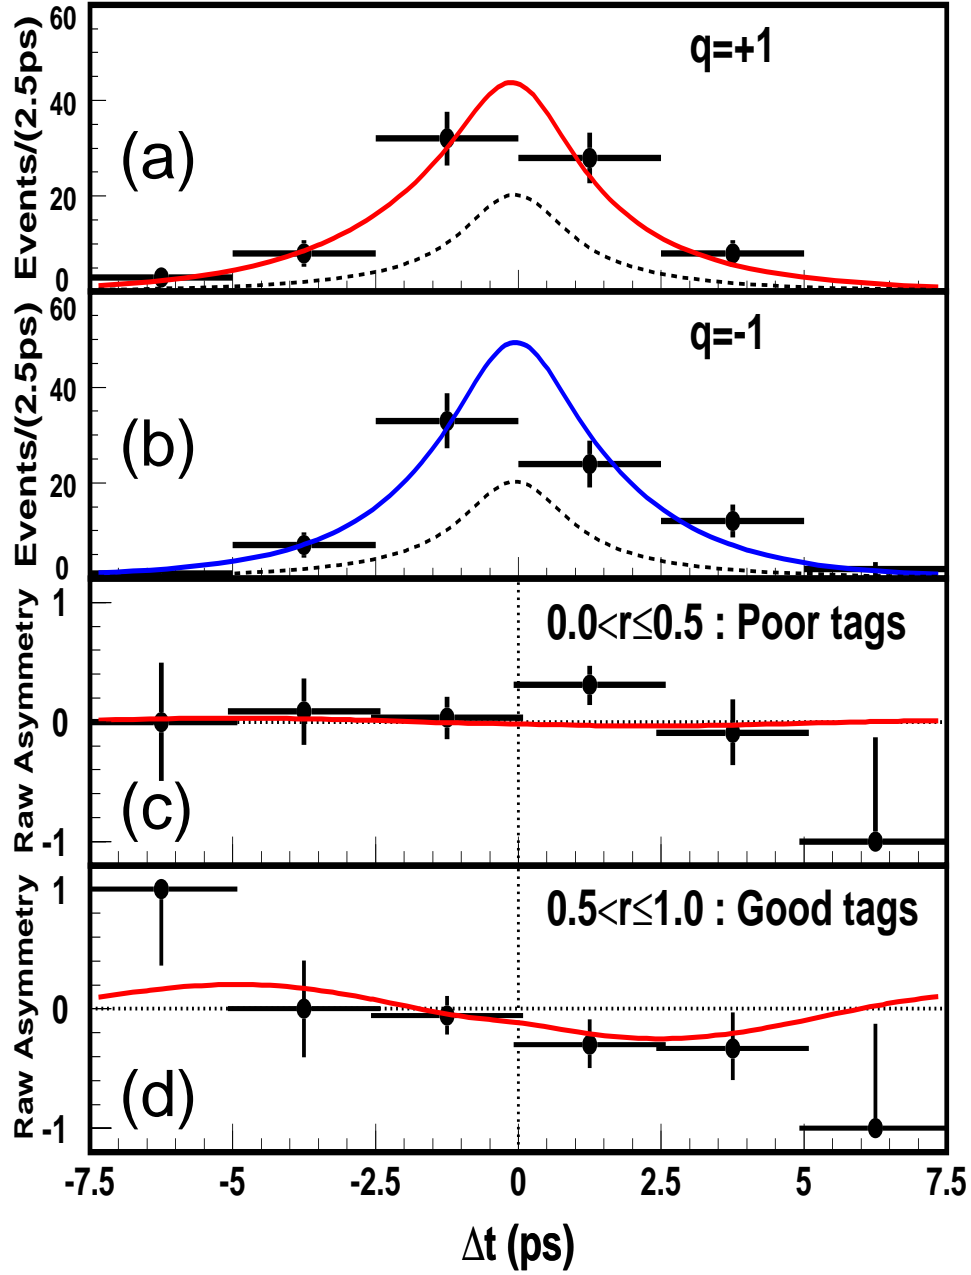 60
40
20
0
Events/(2.5ps)
(a)
q=+1
60
40
20
0
Events/(2.5ps)
(b)
q=-1
1
0
-1
Raw Asymmetry
(c)
0.0<r≤0.5 : Poor tags
1
0
-1
Raw Asymmetry
(d)
0.5<r≤1.0 : Good tags
-7.5 -5 -2.5 0 2.5 5 7.5
Δt (ps)